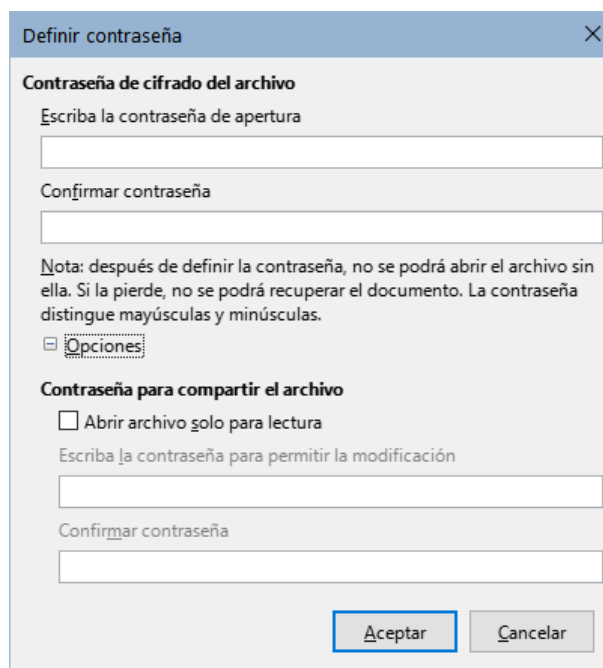 Definir contraseña
Contraseña de cifrado del archivo
Escriba la contraseña de apertura
Confirmar contraseña
Nota: después de definir la contraseña, no se podrá abrir el archivo sin
ella. Si la pierde, no se podrá recuperar el documento. La contraseña
distingue mayúsculas y minúsculas.
Opciones
Contraseña para compartir el archivo
Abrir archivo solo para lectura
Escriba la contraseña para permitir la modificación
Confirmar contraseña
Aceptar Cancelar